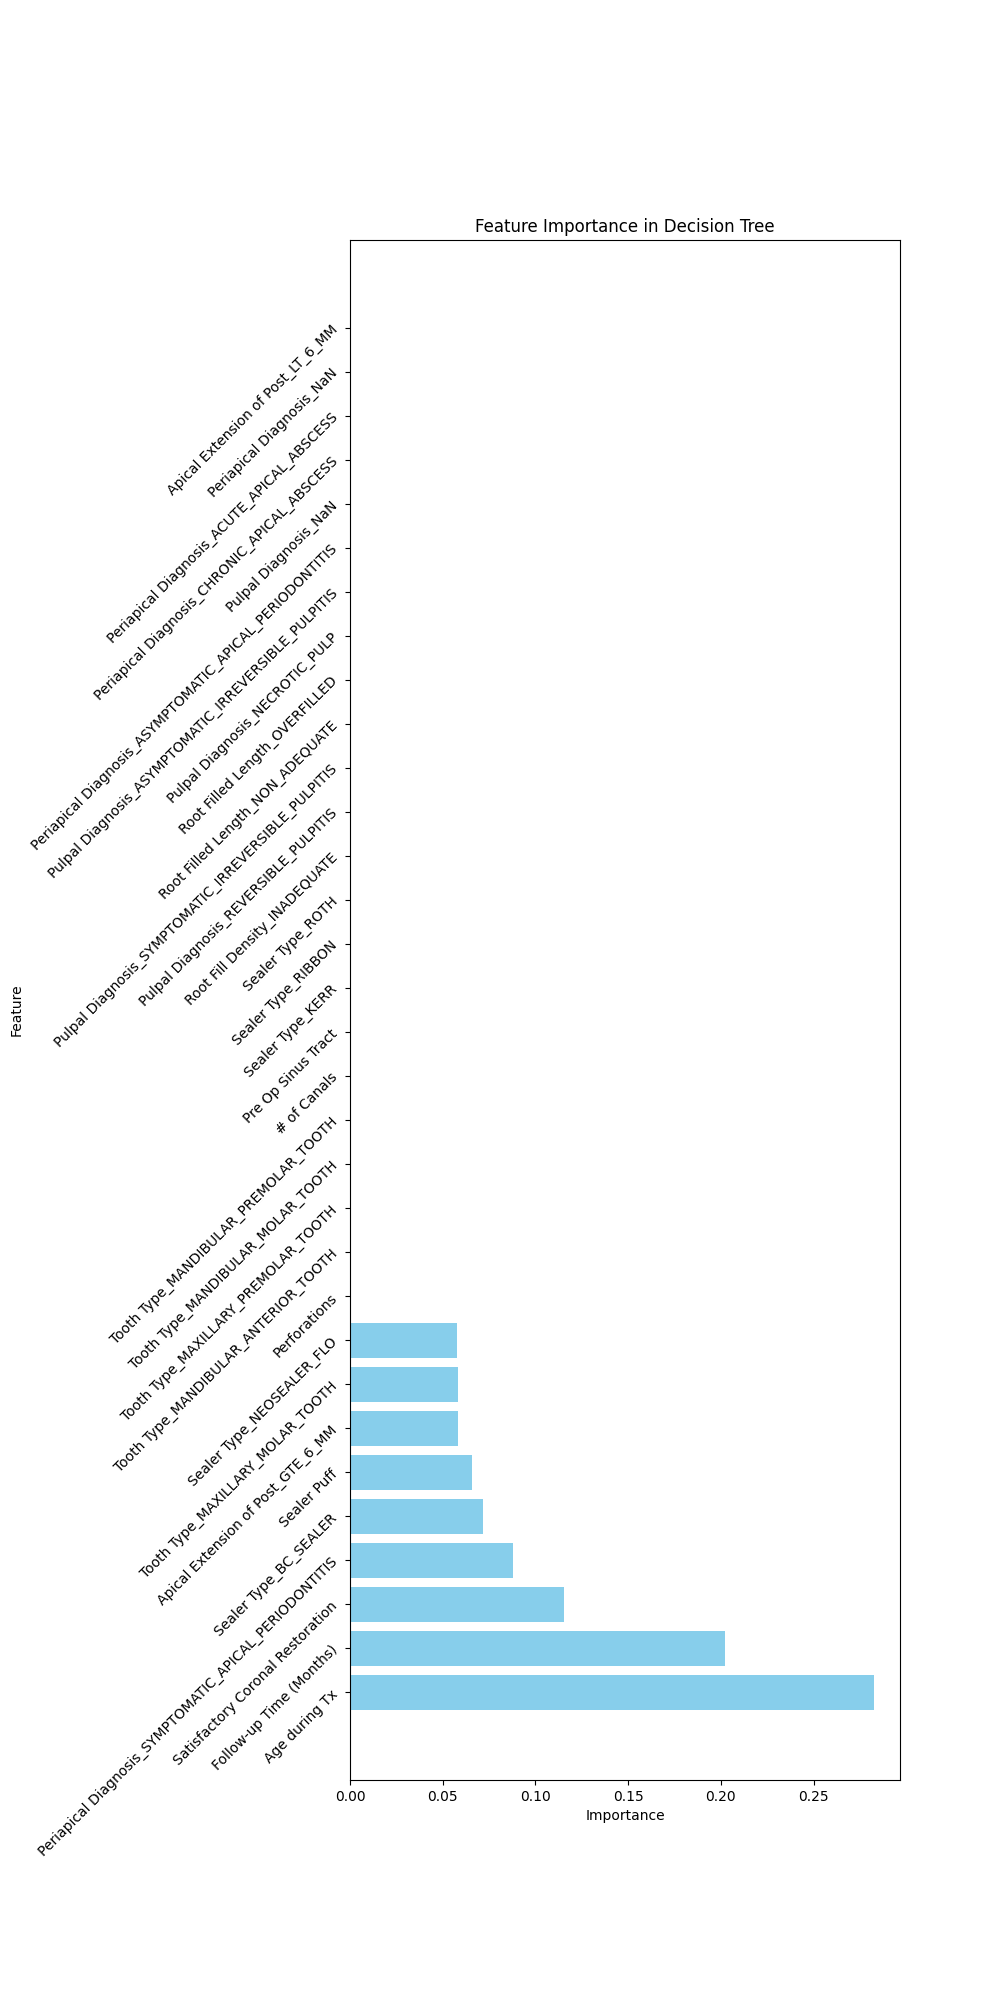 Feature Importance in Decision Tree
Apical Extension of Post_LT_6_MM
Periapical Diagnosis_NaN
Periapical Diagnosis_ACUTE_APICAL_ABSCESS
Periapical Diagnosis_CHRONIC_APICAL_ABSCESS
Pulpal Diagnosis_NaN
Periapical Diagnosis_ASYMPTOMATIC_APICAL_PERIODONTITIS
Pulpal Diagnosis_ASYMPTOMATIC_IRREVERSIBLE_PULPITIS
Pulpal Diagnosis_NECROTIC_PULP
Root Filled Length_OVERFILLED
Root Filled Length_NON_ADEQUATE
Pulpal Diagnosis_SYMPTOMATIC_IRREVERSIBLE_PULPITIS
Pulpal Diagnosis_REVERSIBLE_PULPITIS
Root Fill Density_INADEQUATE
Sealer Type_ROTH
Sealer Type_RIBBON
Sealer Type_KERR
Pre Op Sinus Tract
# of Canals
Tooth Type_MANDIBULAR_PREMOLAR_TOOTH
Tooth Type_MANDIBULAR_MOLAR_TOOTH
Tooth Type_MAXILLARY_PREMOLAR_TOOTH
Tooth Type_MANDIBULAR_ANTERIOR_TOOTH
Perforations
Sealer Type_NEOSEALER_FLO
Tooth Type_MAXILLARY_MOLAR_TOOTH
Apical Extension of Post_GTE_6_MM
Sealer Puff
Sealer Type_BC_SEALER
Periapical Diagnosis_SYMPTOMATIC_APICAL_PERIODONTITIS
Satisfactory Coronal Restoration
Follow-up Time (Months)
Age during Tx
Feature
0.00 0.05 0.10 0.15 0.20 0.25
Importance